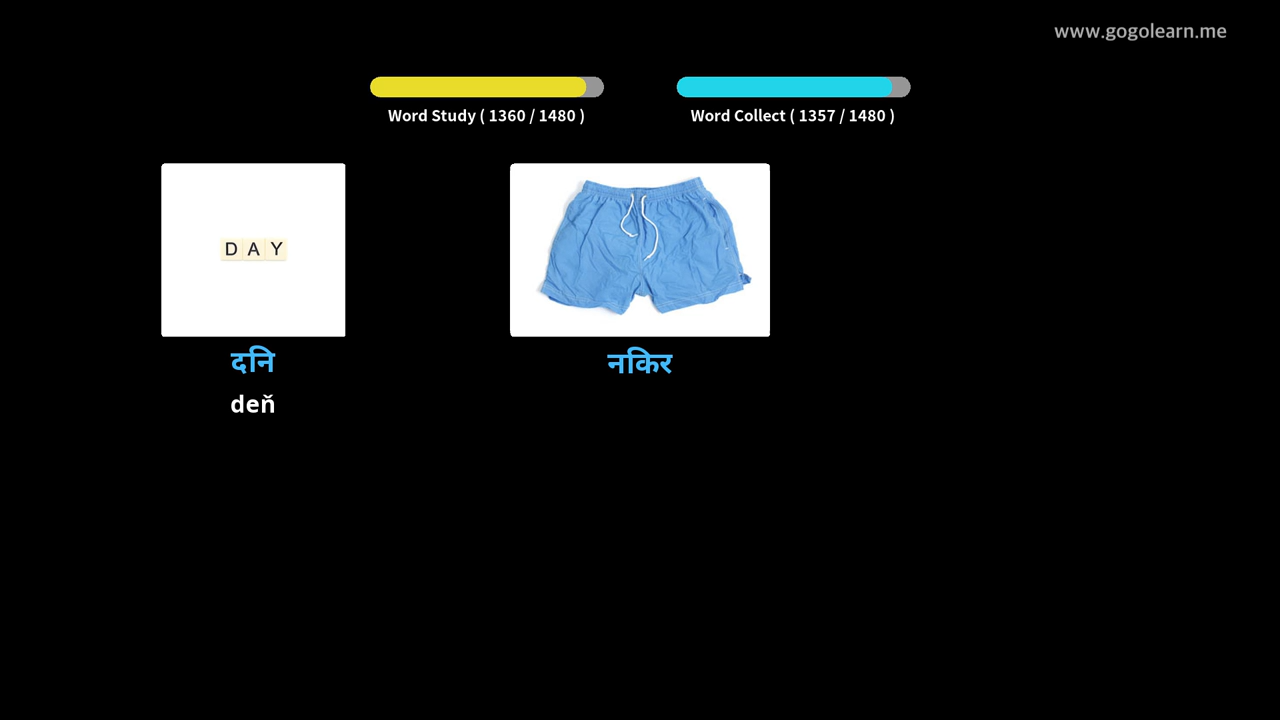 www.gogolearn.me
Word Study ( 1360 / 1480 )
Word Collect ( 1357 / 1480 )
DAY
दनि
नकिर
deň